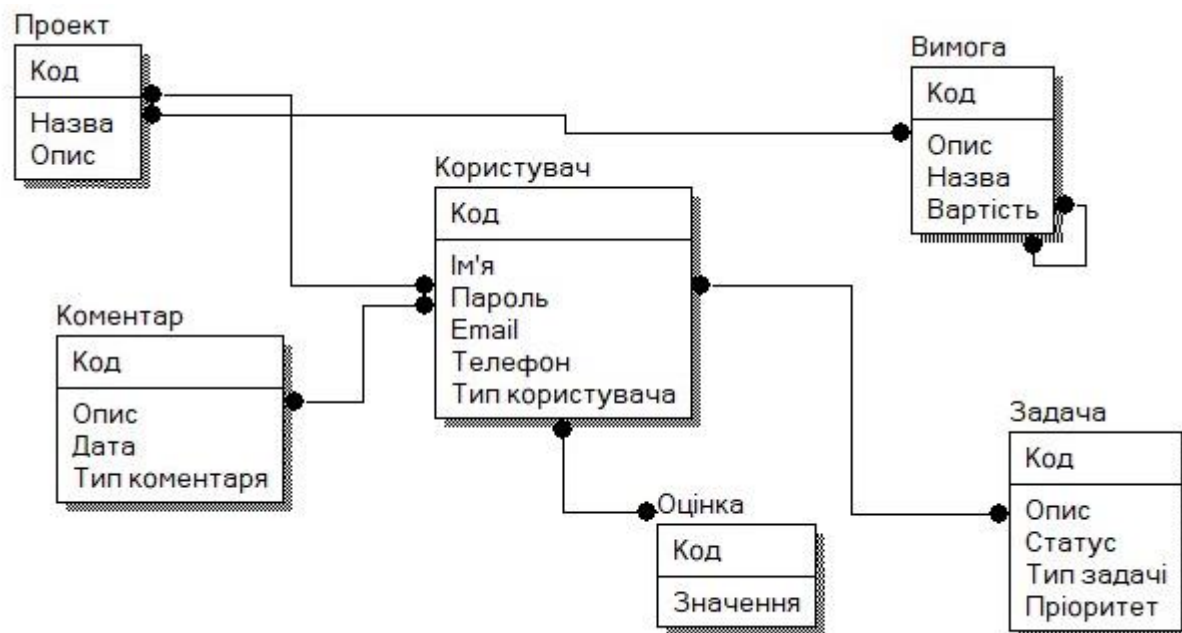 Проект
Код
Назва
Опис
Вимога
Код
Опис
Назва
Вартість
Користувач
Код
Ім'я
Пароль
Email
Телефон
Тип користувача
Коментар
Код
Опис
Дата
Тип коментаря
Оцінка
Код
Значення
Задача
Код
Опис
Статус
Тип задачі
Пріоритет